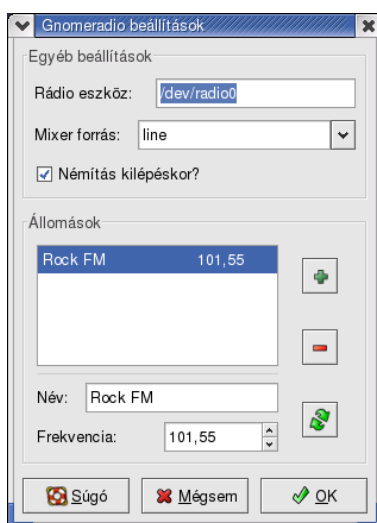 Gnomeradio beállítások
Egyéb beállítások
Rádio eszköz: /dev/radio0
Mixer forrás: line
Némítás kilépéskor?
Állomások
Rock FM 101,55
Név: Rock FM
Frekvencia: 101,55
Súgó Mégsem OK